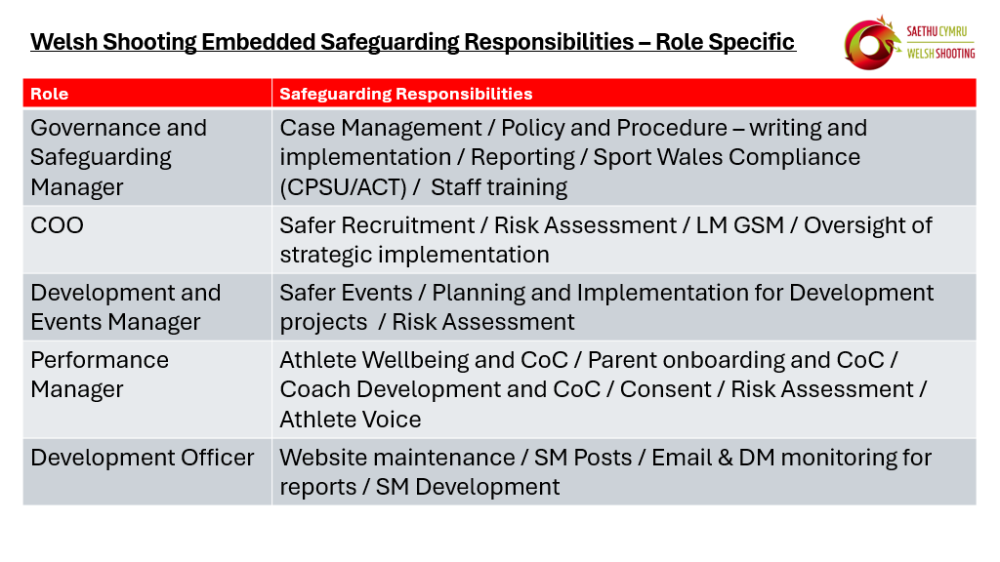 Welsh Shooting Embedded Safeguarding Responsibilities – Role Specific
SAETHU CYMRU
WELSH SHOOTING
Role
Safeguarding Responsibilities
Governance and
Safeguarding
Manager
Case Management / Policy and Procedure – writing and
implementation / Reporting / Sport Wales Compliance
(CPSU/ACT) /  Staff training
COO
Safer Recruitment / Risk Assessment / LM GSM / Oversight of
strategic implementation
Development and
Events Manager
Safer Events / Planning and Implementation for Development
projects  / Risk Assessment
Performance
Manager
Athlete Wellbeing and CoC / Parent onboarding and CoC /
Coach Development and CoC / Consent / Risk Assessment /
Athlete Voice
Development Officer
Website maintenance / SM Posts / Email & DM monitoring for
reports / SM Development